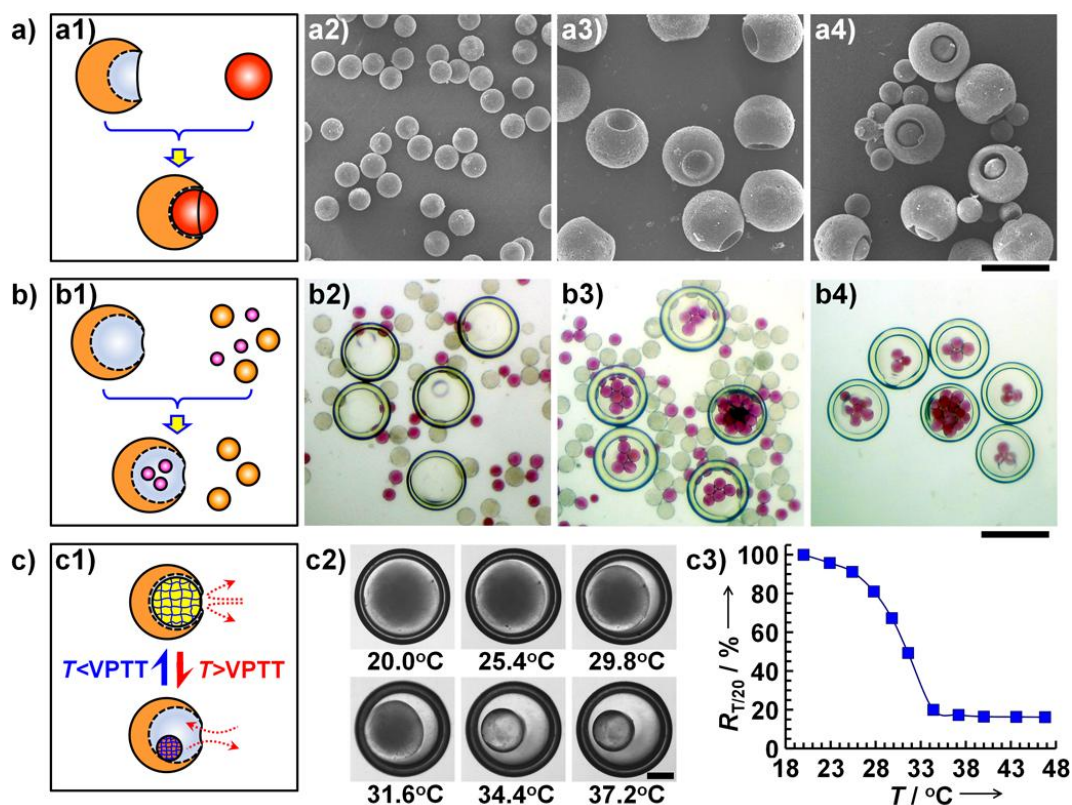 a) a1) a2) a3) a4)
b) b1) b2) b3) b4)
c) c1) c2) c3)
T<VPTT T>VPTT
20.0°C 25.4°C 29.8°C
31.6°C 34.4°C 37.2°C
R_T/20 / %
100
80
60
40
20
0
18 23 28 33 38 43 48
T / °C